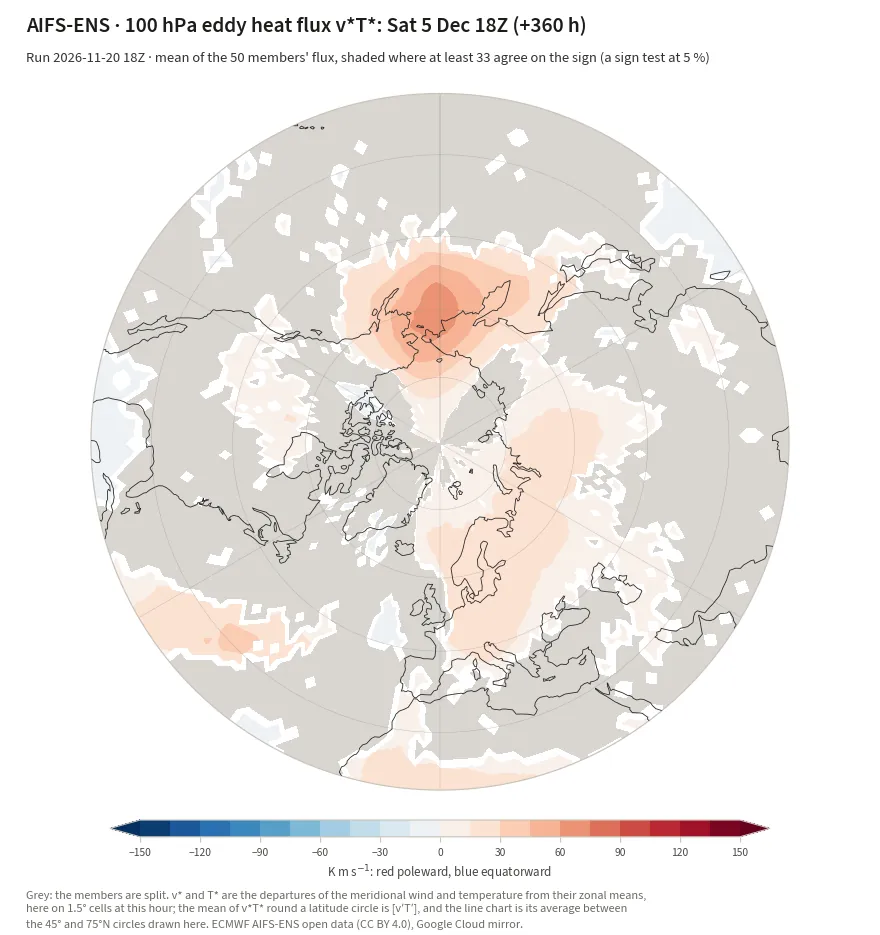 AIFS-ENS · 100 hPa eddy heat flux v*T*: Sat 5 Dec 18Z (+360 h)
Run 2026-11-20 18Z · mean of the 50 members' flux, shaded where at least 33 agree on the sign (a sign test at 5 %)
−150 −120 −90 −60 −30 0 30 60 90 120 150
K m s⁻¹: red poleward, blue equatorward
Grey: the members are split. v* and T* are the departures of the meridional wind and temperature from their zonal means,
here on 1.5° cells at this hour; the mean of v*T* round a latitude circle is [v′T′], and the line chart is its average between
the 45° and 75°N circles drawn here. ECMWF AIFS-ENS open data (CC BY 4.0), Google Cloud mirror.